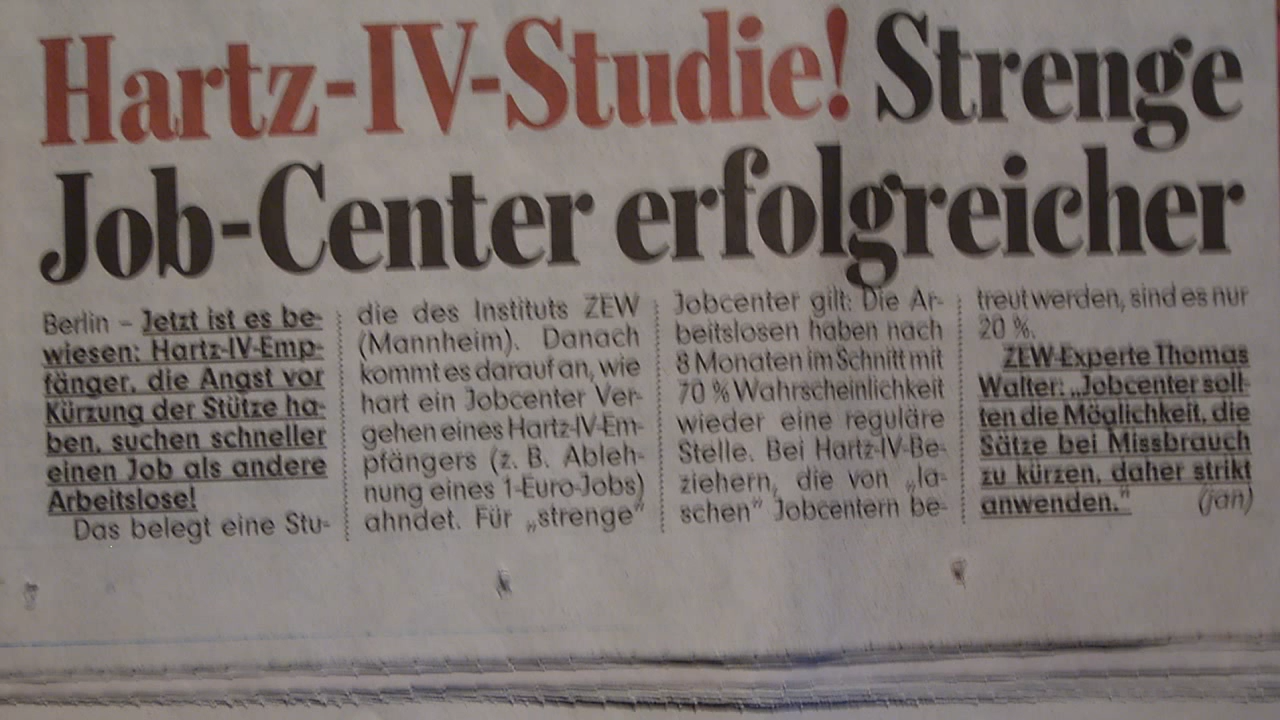 Hartz-IV-Studie! Strenge
Job-Center erfolgreicher
Berlin – Jetzt ist es be-
wiesen: Hartz-IV-Emp-
fänger, die Angst vor
Kürzung der Stütze ha-
ben, suchen schneller
einen Job als andere
Arbeitslose!
Das belegt eine Stu-
die des Instituts ZEW
(Mannheim). Danach
kommt es darauf an, wie
hart ein Jobcenter Ver-
gehen eines Hartz-IV-Em-
pfängers (z. B. Ableh-
nung eines 1-Euro-Jobs)
ahndet. Für „strenge“
Jobcenter gilt: Die Ar-
beitslosen haben nach
8 Monaten im Schnitt mit
70 % Wahrscheinlichkeit
wieder eine reguläre
Stelle. Bei Hartz-IV-Be-
ziehern, die von „la-
schen“ Jobcentern be-
treut werden, sind es nur
20 %.
ZEW-Experte Thomas
Walter: „Jobcenter soll-
ten die Möglichkeit, die
Sätze bei Missbrauch
zu kürzen, daher strikt
anwenden.“ (jan)